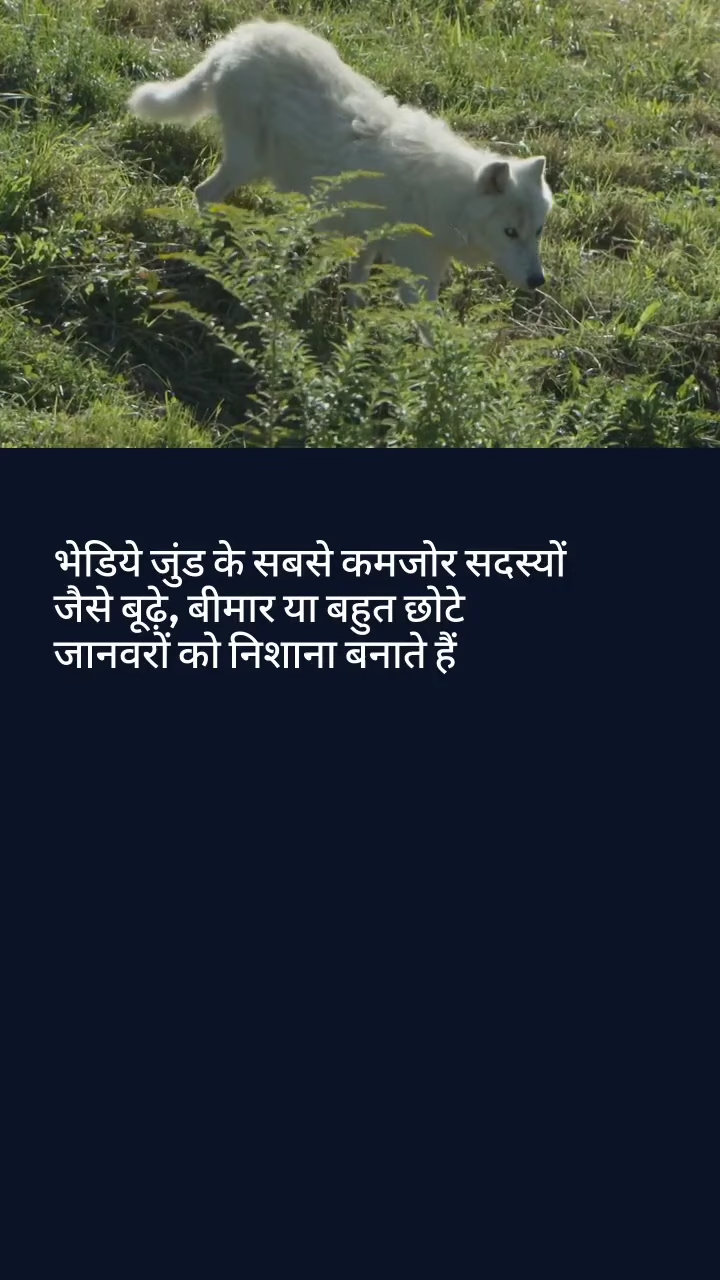 भेडिये जुंड के सबसे कमजोर सदस्यों
जैसे बूढ़े, बीमार या बहुत छोटे
जानवरों को निशाना बनाते हैं